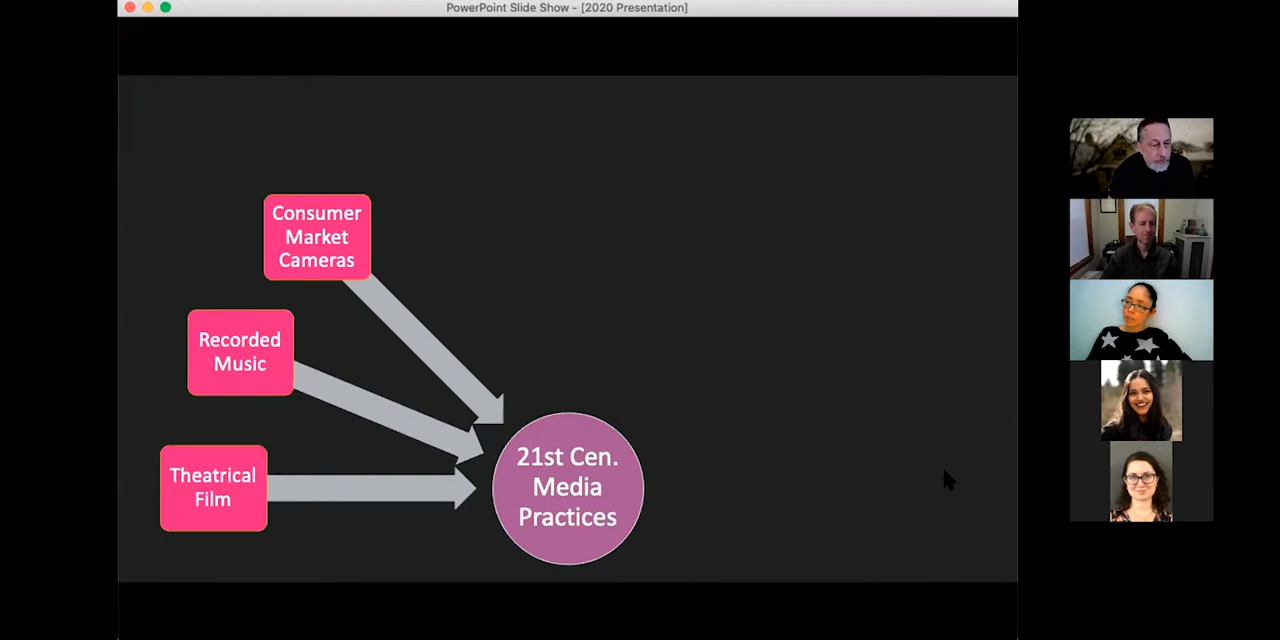 PowerPoint Slide Show - [2020 Presentation]
Consumer
Market
Cameras
Recorded
Music
Theatrical
Film
21st Cen.
Media
Practices